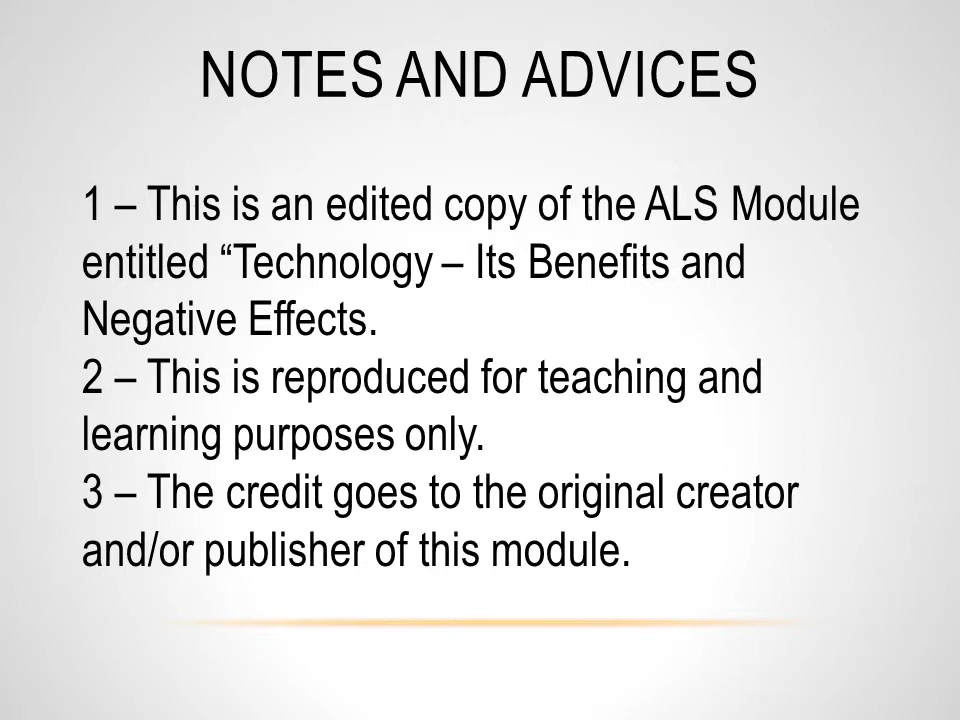 NOTES AND ADVICES
1 – This is an edited copy of the ALS Module
entitled “Technology – Its Benefits and
Negative Effects.
2 – This is reproduced for teaching and
learning purposes only.
3 – The credit goes to the original creator
and/or publisher of this module.